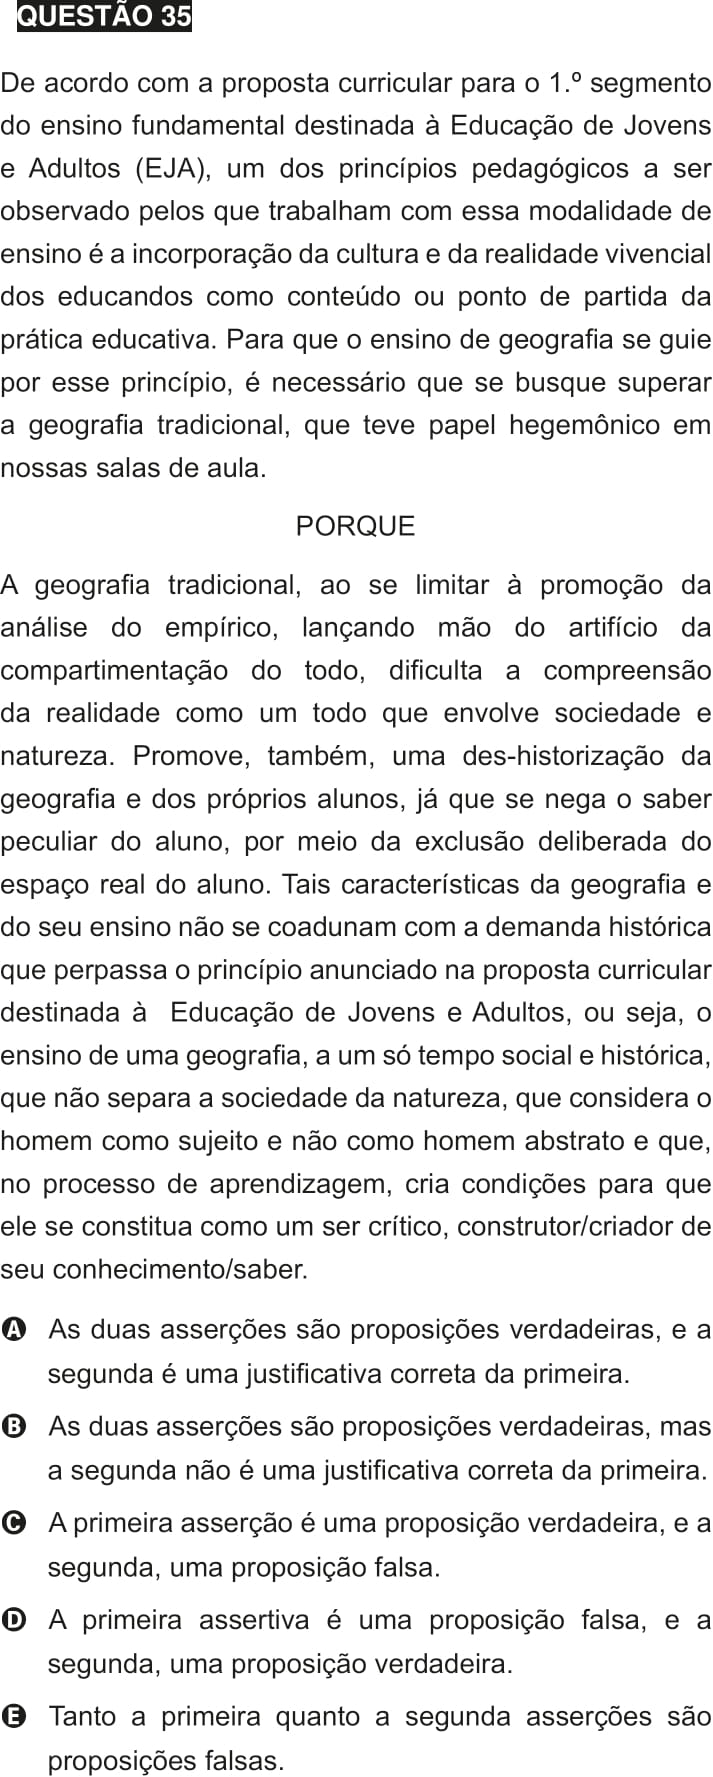 QUESTÃO 35
De acordo com a proposta curricular para o 1.º segmento
do ensino fundamental destinada à Educação de Jovens
e Adultos (EJA), um dos princípios pedagógicos a ser
observado pelos que trabalham com essa modalidade de
ensino é a incorporação da cultura e da realidade vivencial
dos educandos como conteúdo ou ponto de partida da
prática educativa. Para que o ensino de geografia se guie
por esse princípio, é necessário que se busque superar
a geografia tradicional, que teve papel hegemônico em
nossas salas de aula.
PORQUE
A geografia tradicional, ao se limitar à promoção da
análise do empírico, lançando mão do artifício da
compartimentação do todo, dificulta a compreensão
da realidade como um todo que envolve sociedade e
natureza. Promove, também, uma des-historização da
geografia e dos próprios alunos, já que se nega o saber
peculiar do aluno, por meio da exclusão deliberada do
espaço real do aluno. Tais características da geografia e
do seu ensino não se coadunam com a demanda histórica
que perpassa o princípio anunciado na proposta curricular
destinada à Educação de Jovens e Adultos, ou seja, o
ensino de uma geografia, a um só tempo social e histórica,
que não separa a sociedade da natureza, que considera o
homem como sujeito e não como homem abstrato e que,
no processo de aprendizagem, cria condições para que
ele se constitua como um ser crítico, construtor/criador de
seu conhecimento/saber.
A As duas asserções são proposições verdadeiras, e a
segunda é uma justificativa correta da primeira.
B As duas asserções são proposições verdadeiras, mas
a segunda não é uma justificativa correta da primeira.
C A primeira asserção é uma proposição verdadeira, e a
segunda, uma proposição falsa.
D A primeira assertiva é uma proposição falsa, e a
segunda, uma proposição verdadeira.
E Tanto a primeira quanto a segunda asserções são
proposições falsas.